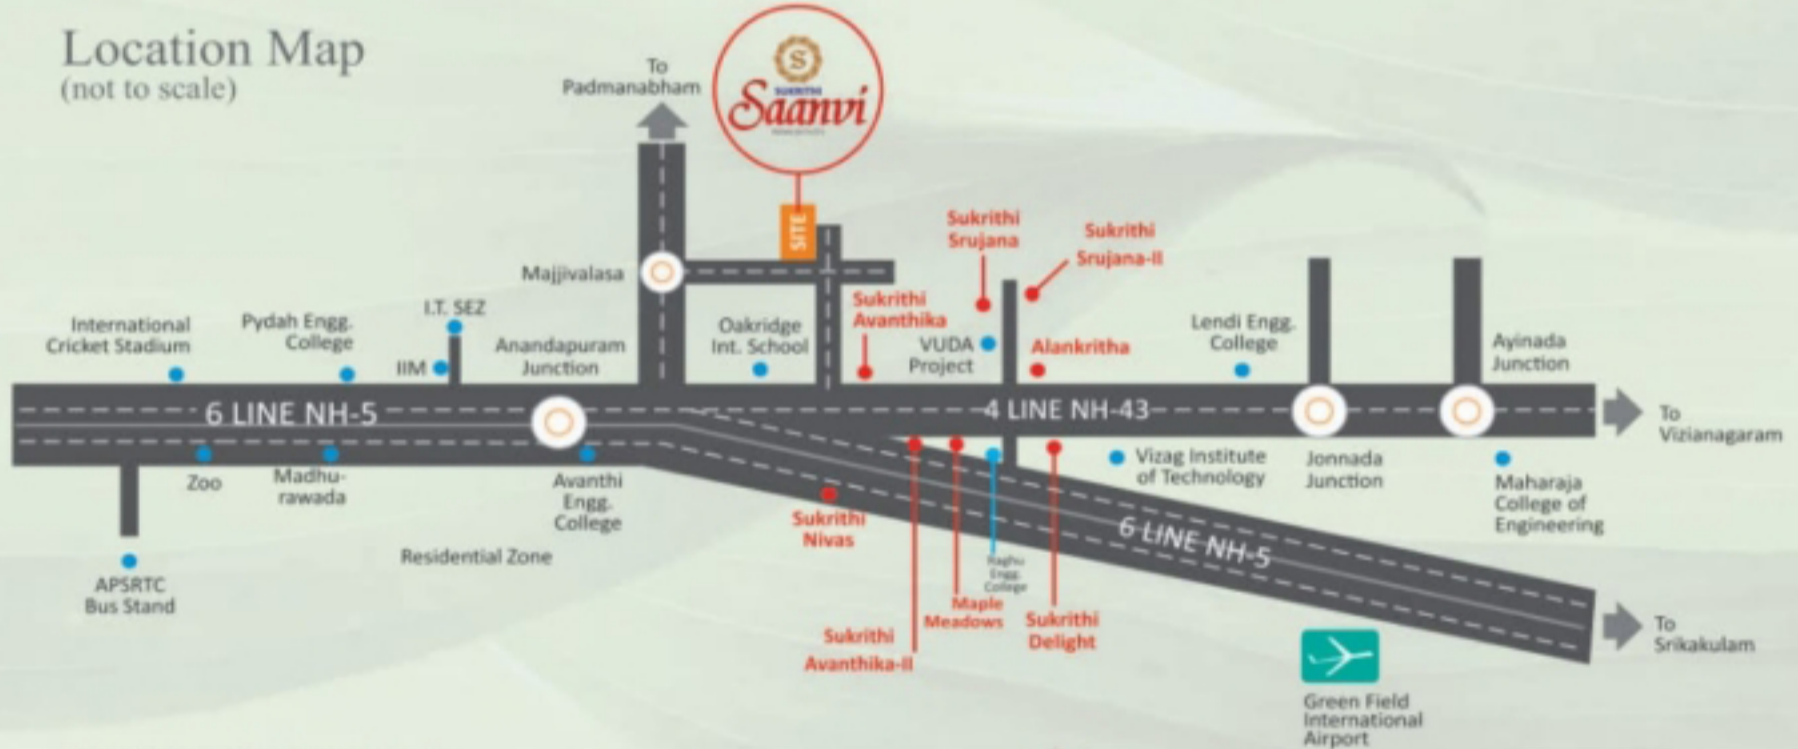 Location Map
(not to scale)
To
Padmanabham
S
SUKRITHI
Saanvi
SITE
Majjivalasa
Sukrithi
Srujana
Sukrithi
Srujana-II
International
Cricket Stadium
Pydah Engg.
College
I.T. SEZ
IIM
Anandapuram
Junction
Oakridge
Int. School
Sukrithi
Avanthika
VUDA
Project
Alankritha
Lendi Engg.
College
Ayinada
Junction
6 LINE NH-5
4 LINE NH-43
To
Vizianagaram
Zoo
Madhu-
rawada
Avanthi
Engg.
College
Residential Zone
APSRTC
Bus Stand
Sukrithi
Nivas
Sukrithi
Avanthika-II
Maple
Meadows
Raghu
Engg.
College
Sukrithi
Delight
Vizag Institute
of Technology
Jonnada
Junction
Maharaja
College of
Engineering
6 LINE NH-5
To
Srikakulam
Green Field
International
Airport